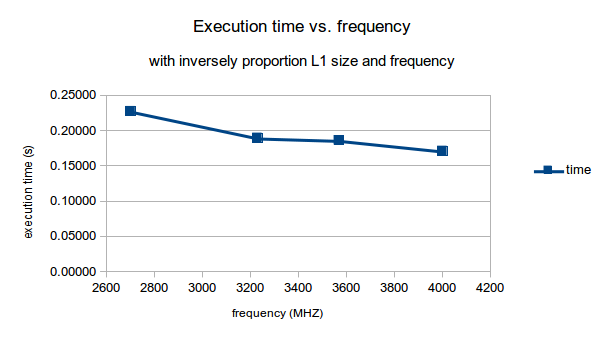 Execution time vs. frequency
with inversely proportion L1 size and frequency
0.25000
0.20000
0.15000
0.10000
0.05000
0.00000
execution time (s)
2600 2800 3000 3200 3400 3600 3800 4000 4200
frequency (MHZ)
time